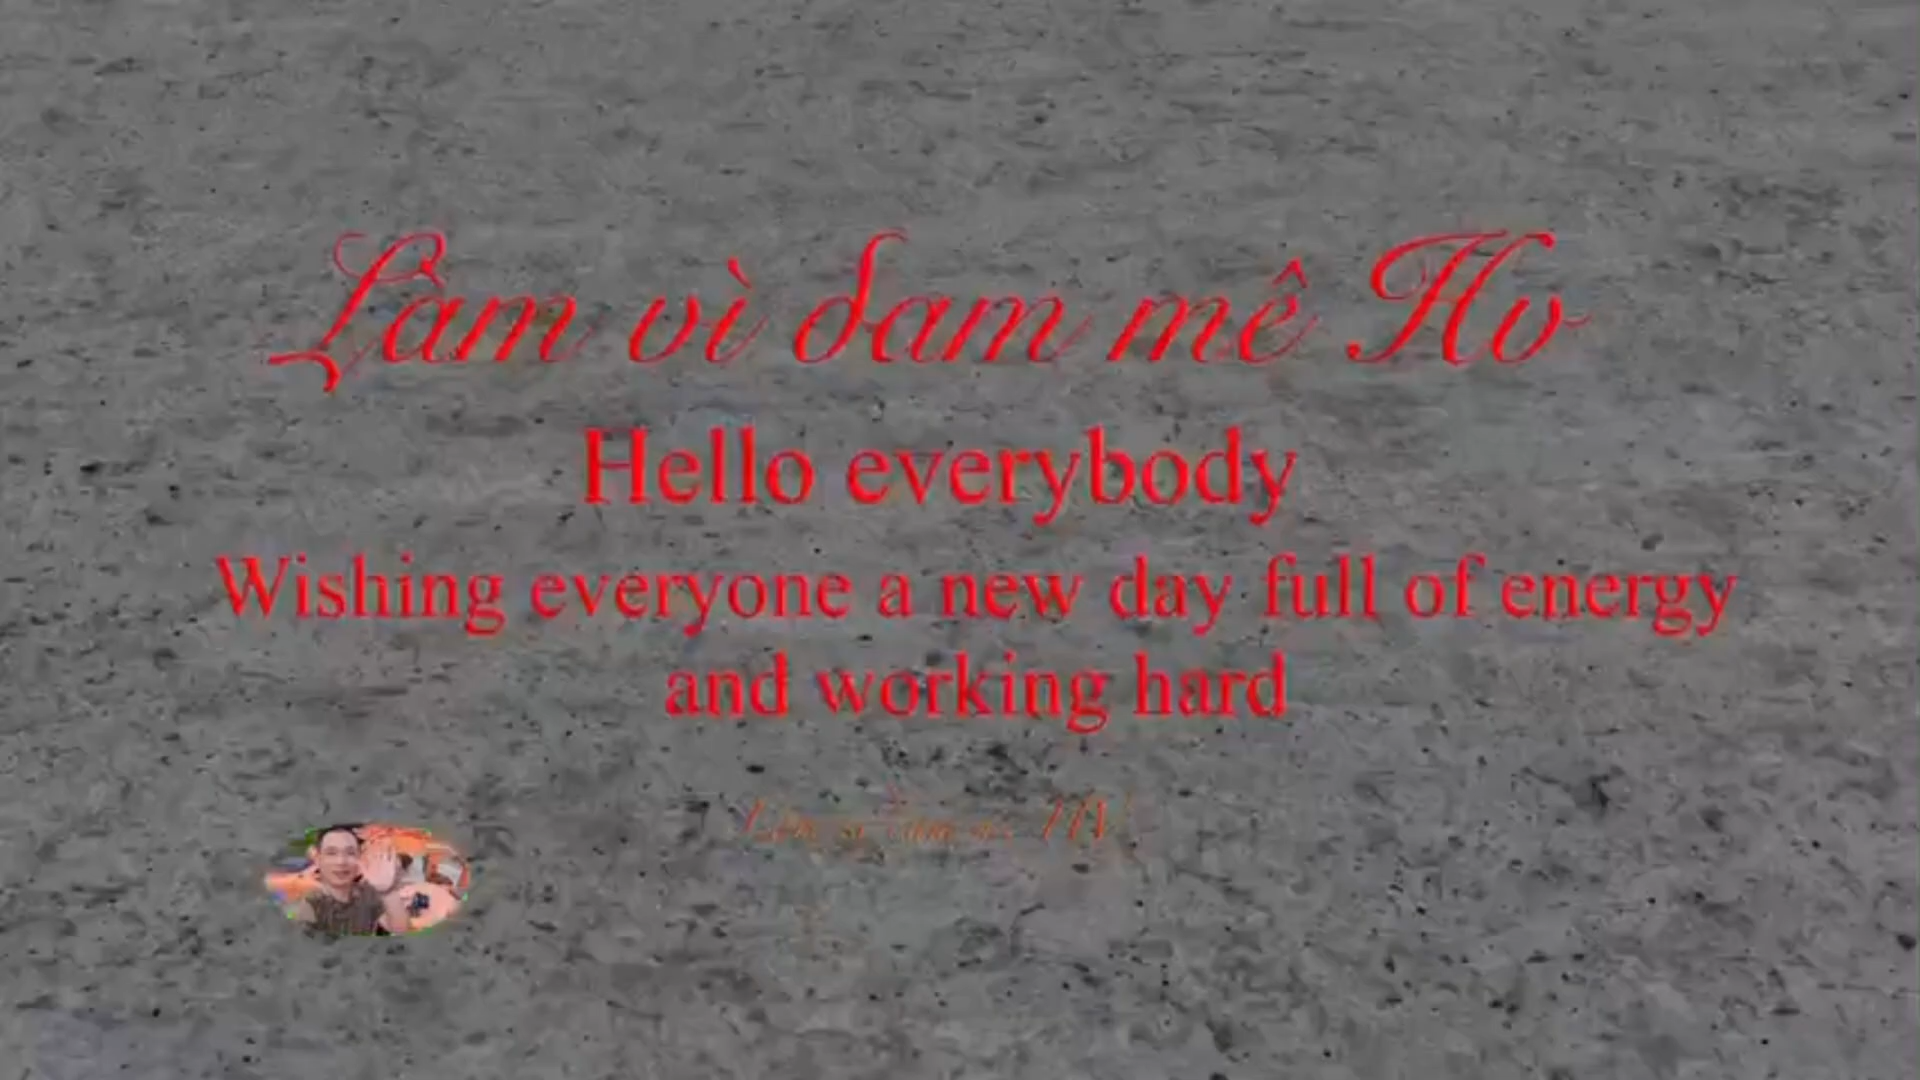 Làm vì đam mê Hv
Hello everybody
Wishing everyone a new day full of energy
and working hard